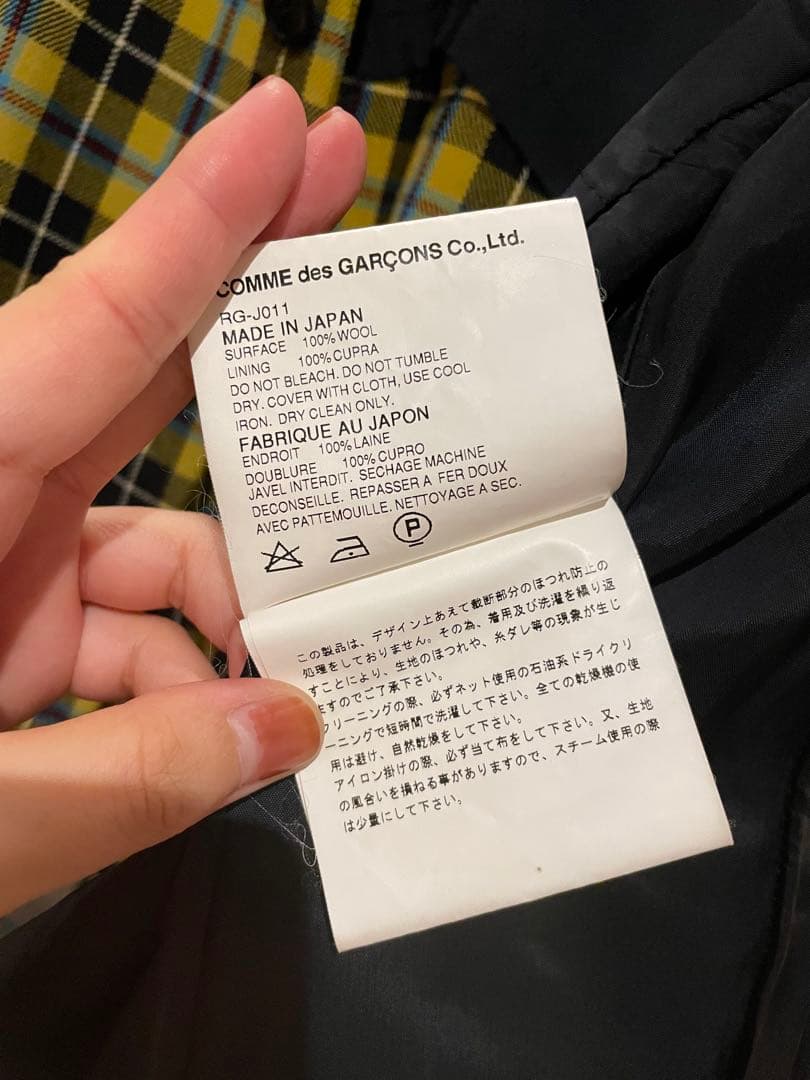 COMME des GARÇONS Co.,Ltd.
RG-J011
MADE IN JAPAN
SURFACE 100% WOOL
LINING 100% CUPRA
DO NOT BLEACH. DO NOT TUMBLE
DRY. COVER WITH CLOTH, USE COOL
IRON. DRY CLEAN ONLY.
FABRIQUE AU JAPON
ENDROIT 100% LAINE
DOUBLURE 100% CUPRO
JAVEL INTERDIT. SECHAGE MACHINE
DECONSEILLE. REPASSER A FER DOUX
AVEC PATTEMOUILLE. NETTOYAGE A SEC.
P
この製品は、デザイン上あえて裁断部分のほつれ防止の
処理をしておりません。その為、着用及び洗濯を繰り返
すことにより、生地のほつれや、糸ダレ等の現象が生じ
ますのでご了承下さい。
クリーニングの際、必ずネット使用の石油系ドライクリ
ーニングで短時間で洗濯して下さい。全ての乾燥機の使
用は避け、自然乾燥をして下さい。
アイロン掛けの際、必ず当て布をして下さい。又、生地
の風合いを損ねる事がありますので、スチーム使用の際
は少量にして下さい。